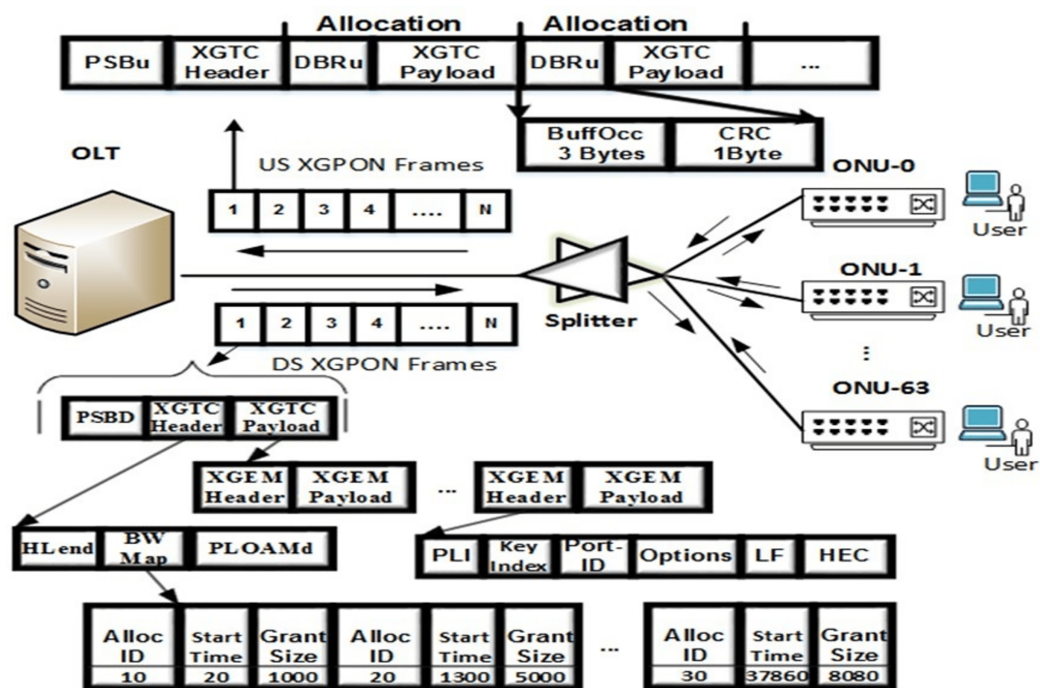 Allocation Allocation
PSBu XGTC Header DBRu XGTC Payload DBRu XGTC Payload ...
BuffOcc 3 Bytes CRC 1Byte
OLT
US XGPON Frames
1 2 3 4 .... N
ONU-0
User
ONU-1
User
Splitter
1 2 3 4 .... N
DS XGPON Frames
...
ONU-63
User
PSBD XGTC Header XGTC Payload
XGEM Header XGEM Payload ... XGEM Header XGEM Payload
HLend BW Map PLOAMd
PLI Key Index Port-ID Options LF HEC
Alloc ID Start Time Grant Size Alloc ID Start Time Grant Size ... Alloc ID Start Time Grant Size
10 20 1000 20 1300 5000 30 37860 8080